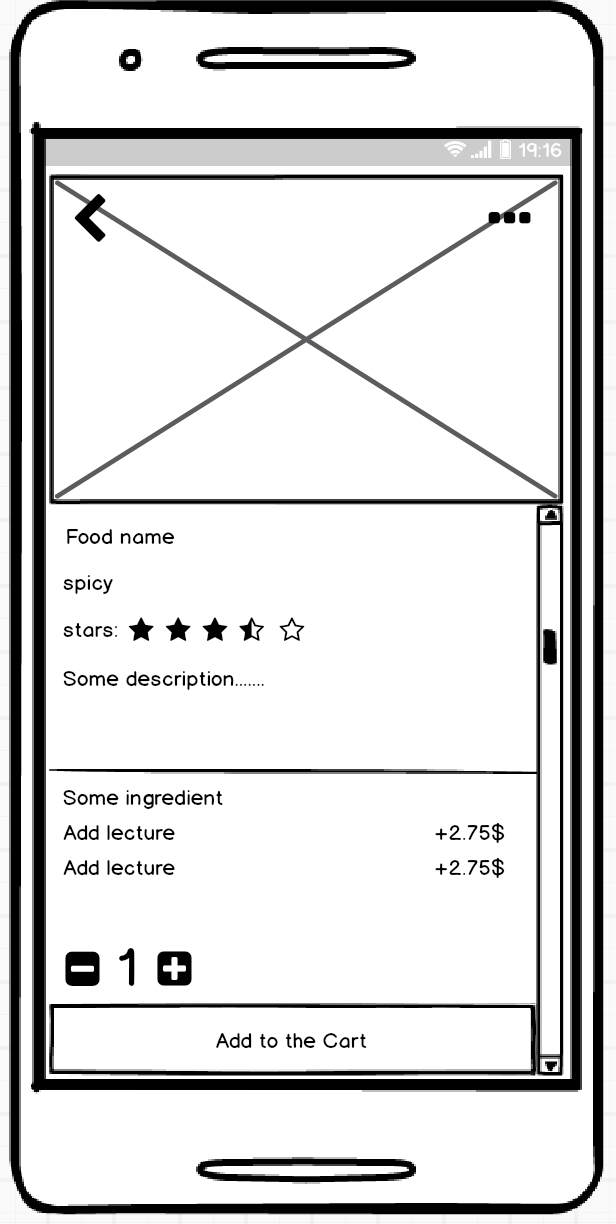 19:16
Food name
spicy
stars:
Some description.......
Some ingredient
Add lecture +2.75$
Add lecture +2.75$
1
Add to the Cart